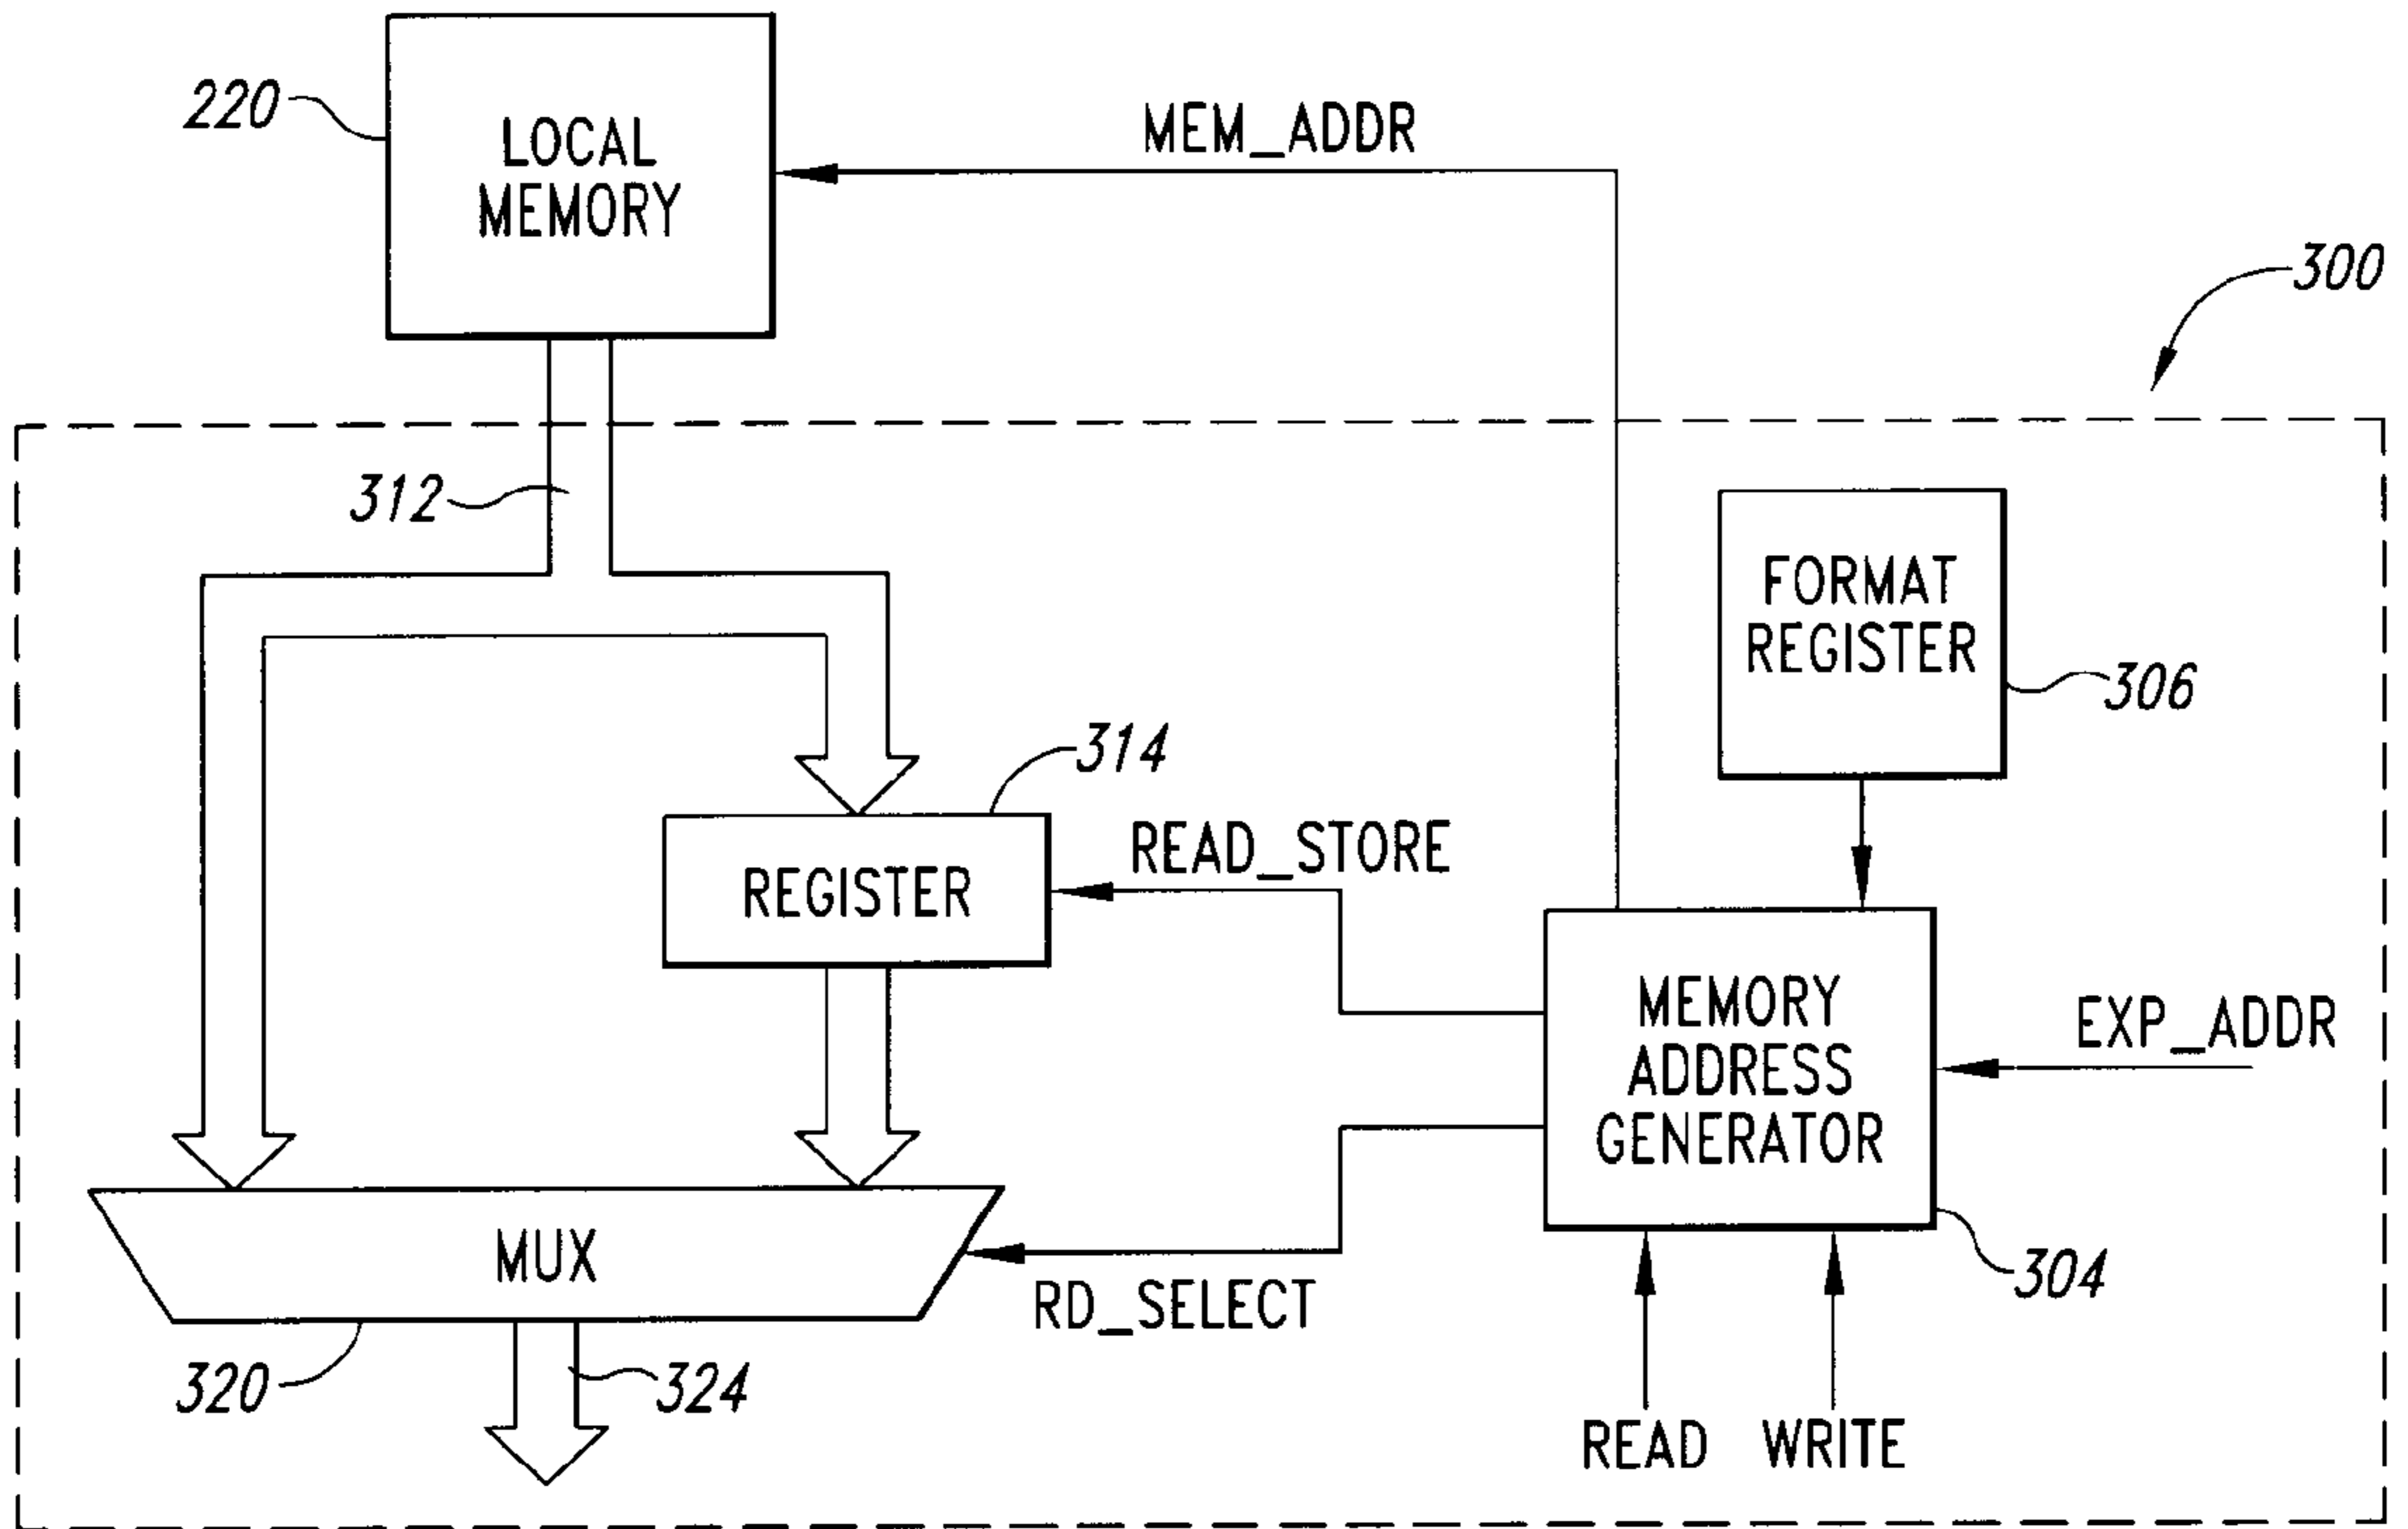 220
LOCAL
MEMORY
MEM_ADDR
300
312
FORMAT
REGISTER
306
314
READ_STORE
REGISTER
MEMORY
ADDRESS
GENERATOR
EXP_ADDR
MUX
RD_SELECT
304
320
324
READ WRITE